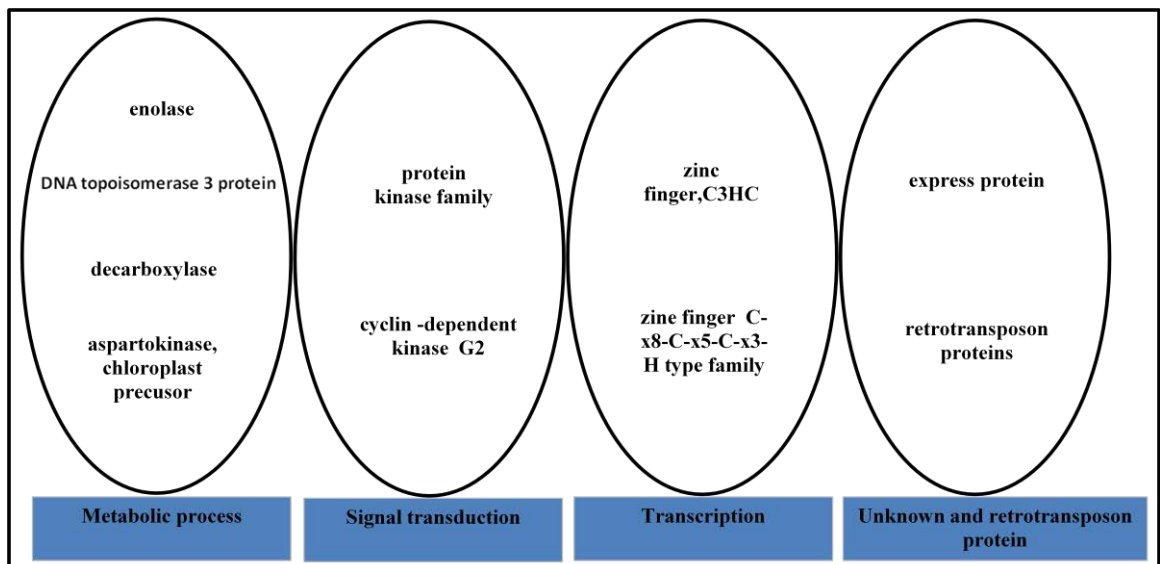 enolase
DNA topoisomerase 3 protein
decarboxylase
aspartokinase,
chloroplast
precusor
Metabolic process
protein
kinase family
cyclin -dependent
kinase G2
Signal transduction
zinc
finger,C3HC
zine finger C-
x8-C-x5-C-x3-
H type family
Transcription
express protein
retrotransposon
proteins
Unknown and retrotransposon
protein